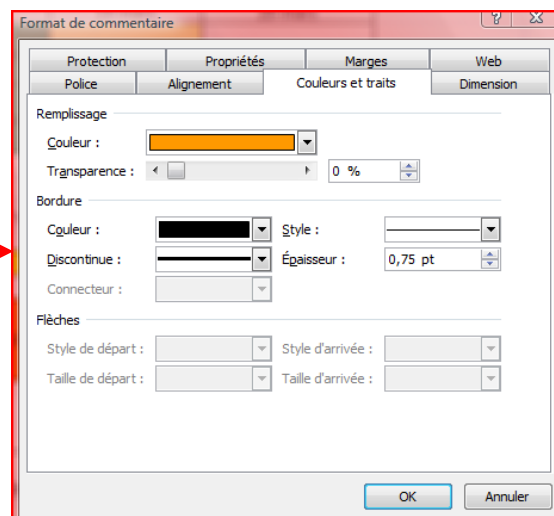 Format de commentaire
Protection Propriétés Marges Web
Police Alignement Couleurs et traits Dimension
Remplissage
Couleur :
Transparence : 0 %
Bordure
Couleur : Style :
Discontinue : Épaisseur : 0,75 pt
Connecteur :
Flèches
Style de départ : Style d'arrivée :
Taille de départ : Taille d'arrivée :
OK Annuler